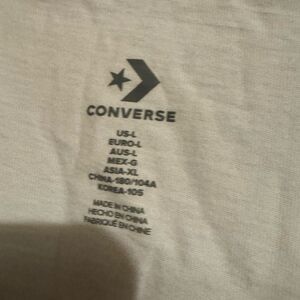 CONVERSE
US-L
EURO-L
AUS-L
MEX-G
ASIA-XL
CHINA-180/104A
KOREA-105
MADE IN CHINA
HECHO EN CHINA
FABRIQUÉ EN CHINE